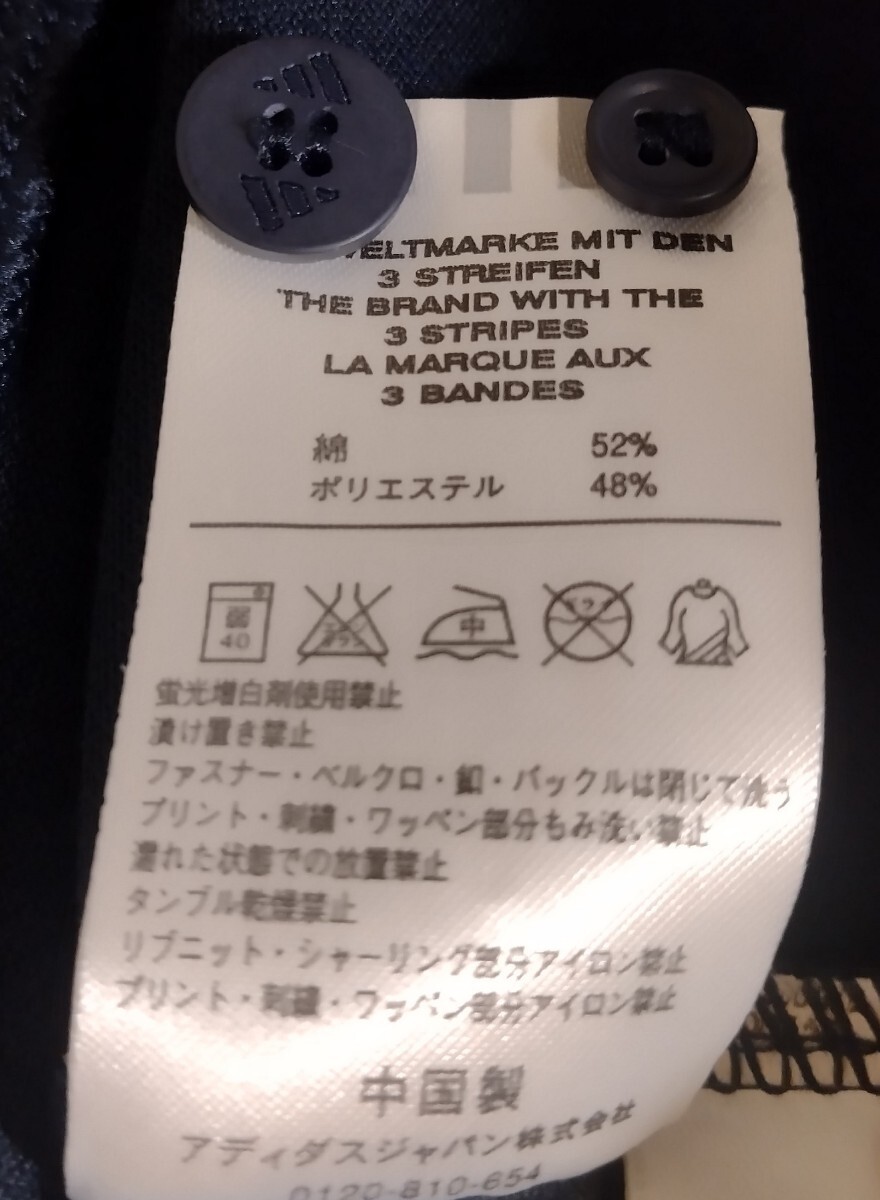 MIT DEN
3 STREIFEN
THE BRAND WITH THE
3 STRIPES
LA MARQUE AUX
3 BANDES
綿 52%
ポリエステル 48%
弱 40 中
蛍光増白剤使用禁止
漬け置き禁止
ファスナー・ベルクロ・釦・バックルは閉じて洗う
プリント・刺繍・ワッペン部分もみ洗い禁止
濡れた状態での放置禁止
タンブル乾燥禁止
リブニット・シャーリング部分アイロン禁止
プリント・刺繍・ワッペン部分アイロン禁止
中国製
アディダスジャパン株式会社
0120-810-654